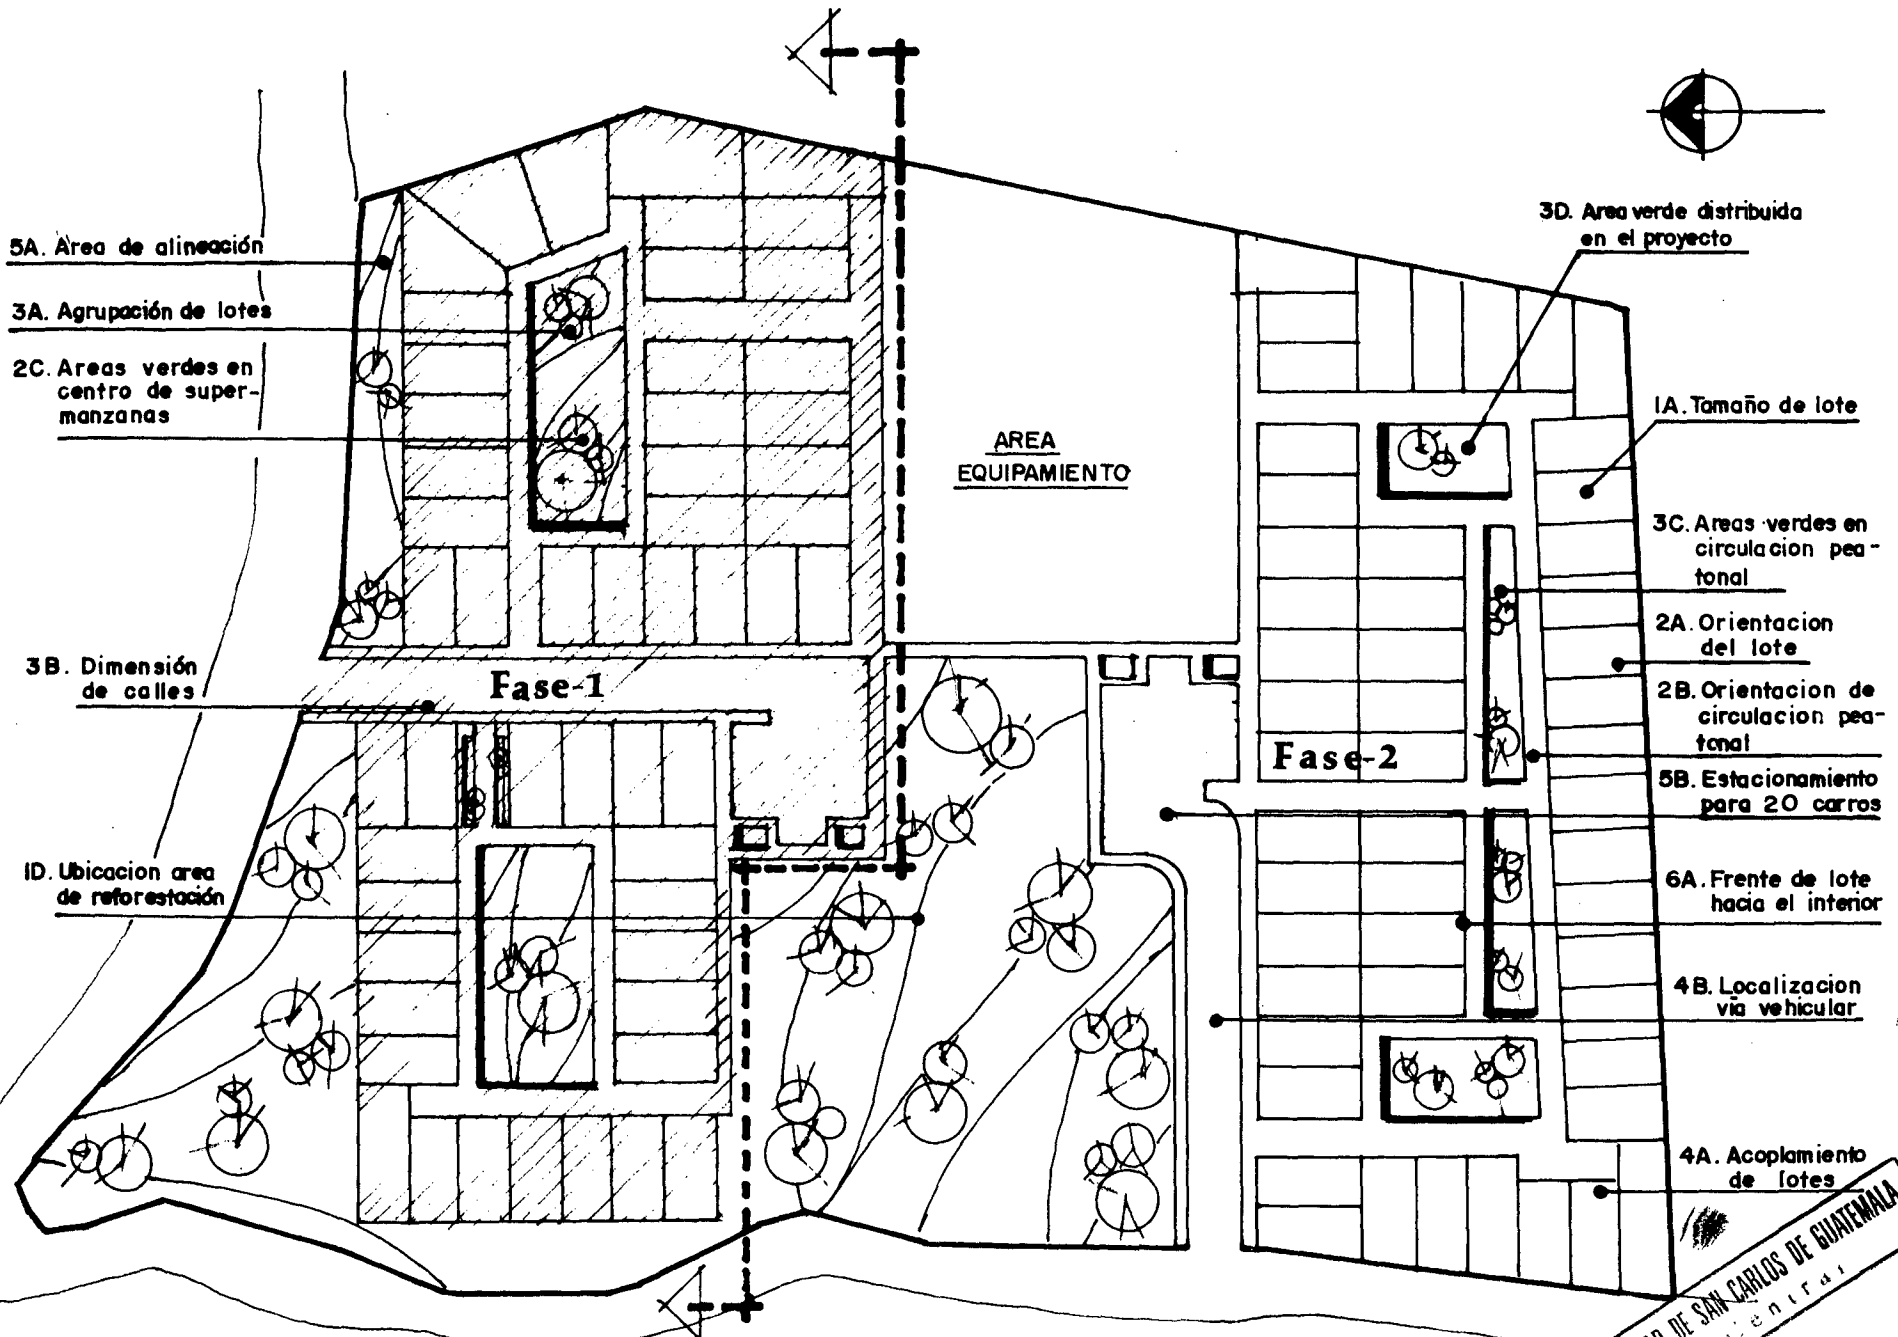 5A. Area de alineación
3A. Agrupación de lotes
2C. Areas verdes en
centro de super-
manzanas
3B. Dimensión
de calles
1D. Ubicacion area
de reforestación
Fase-1
AREA
EQUIPAMIENTO
Fase-2
3D. Area verde distribuida
en el proyecto
1A. Tamaño de lote
3C. Areas verdes en
circulacion pea-
tonal
2A. Orientacion
del lote
2B. Orientacion de
circulacion pea-
tonal
5B. Estacionamiento
para 20 carros
6A. Frente de lote
hacia el interior
4B. Localizacion
vía vehicular
4A. Acoplamiento
de lotes
DE SAN CARLOS DE GUATEMALA